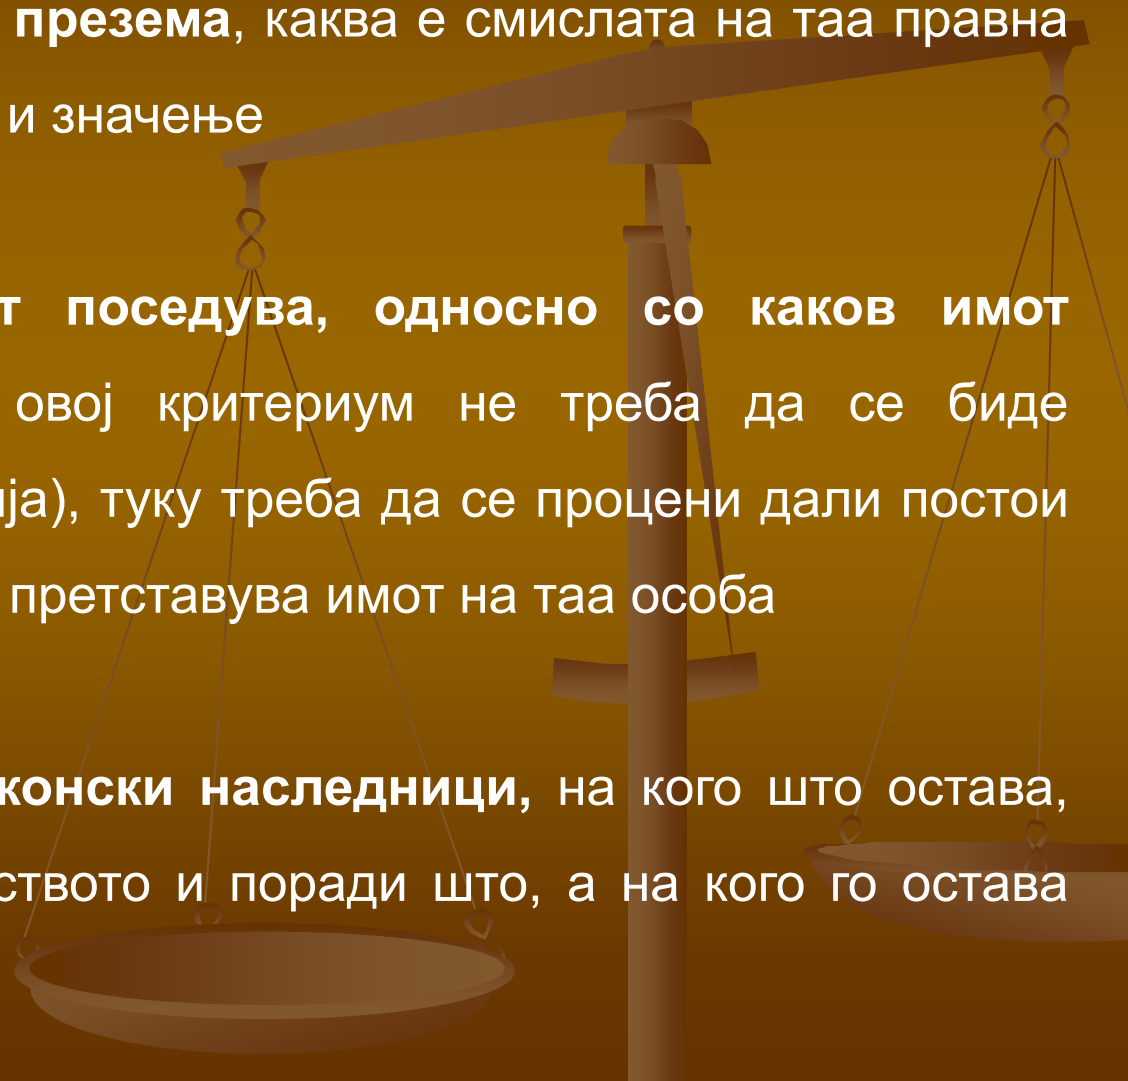 презема, каква е смислата на таа правна
и значење
т поседува, односно со каков имот
овој критериум не треба да се биде
ија), туку треба да се процени дали постои
претставува имот на таа особа
конски наследници, на кого што остава,
ството и поради што, а на кого го остава